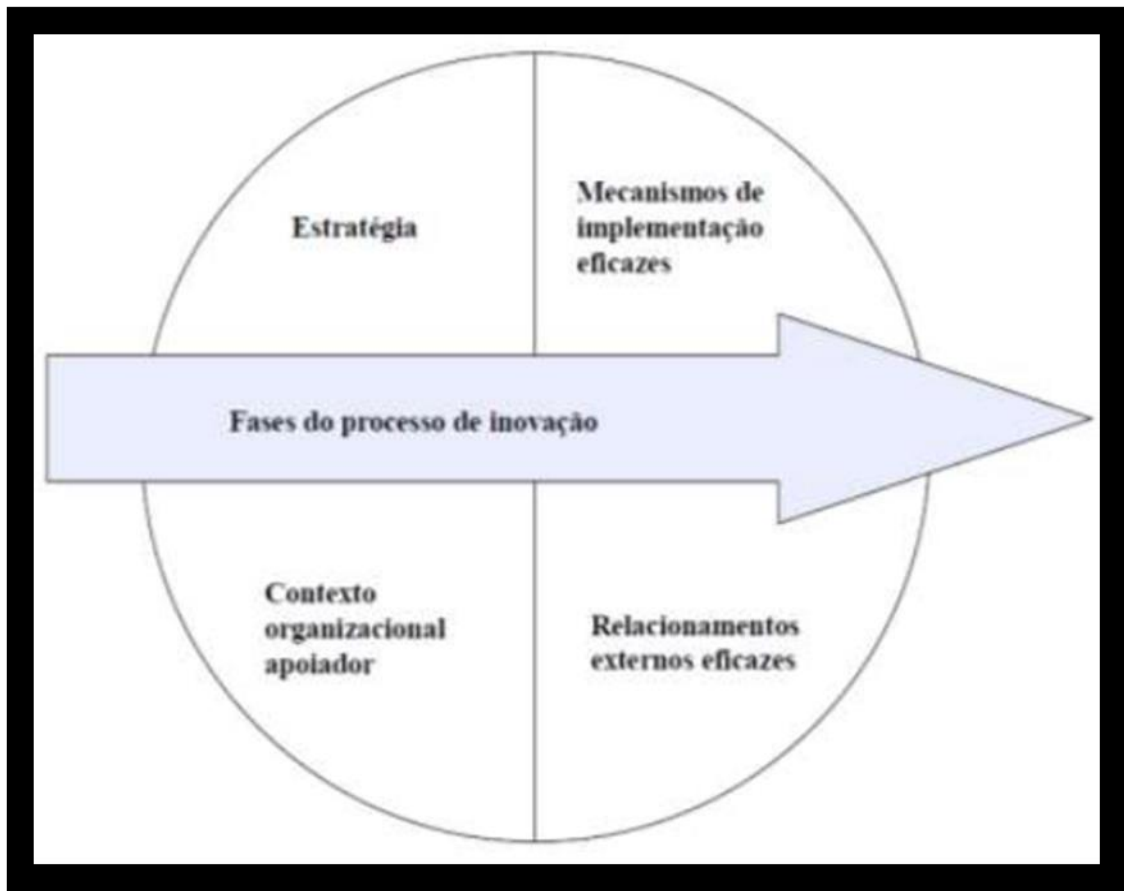 Estratégia
Mecanismos de
implementação
eficazes
Fases do processo de inovação
Contexto
organizacional
apoiador
Relacionamentos
externos eficazes